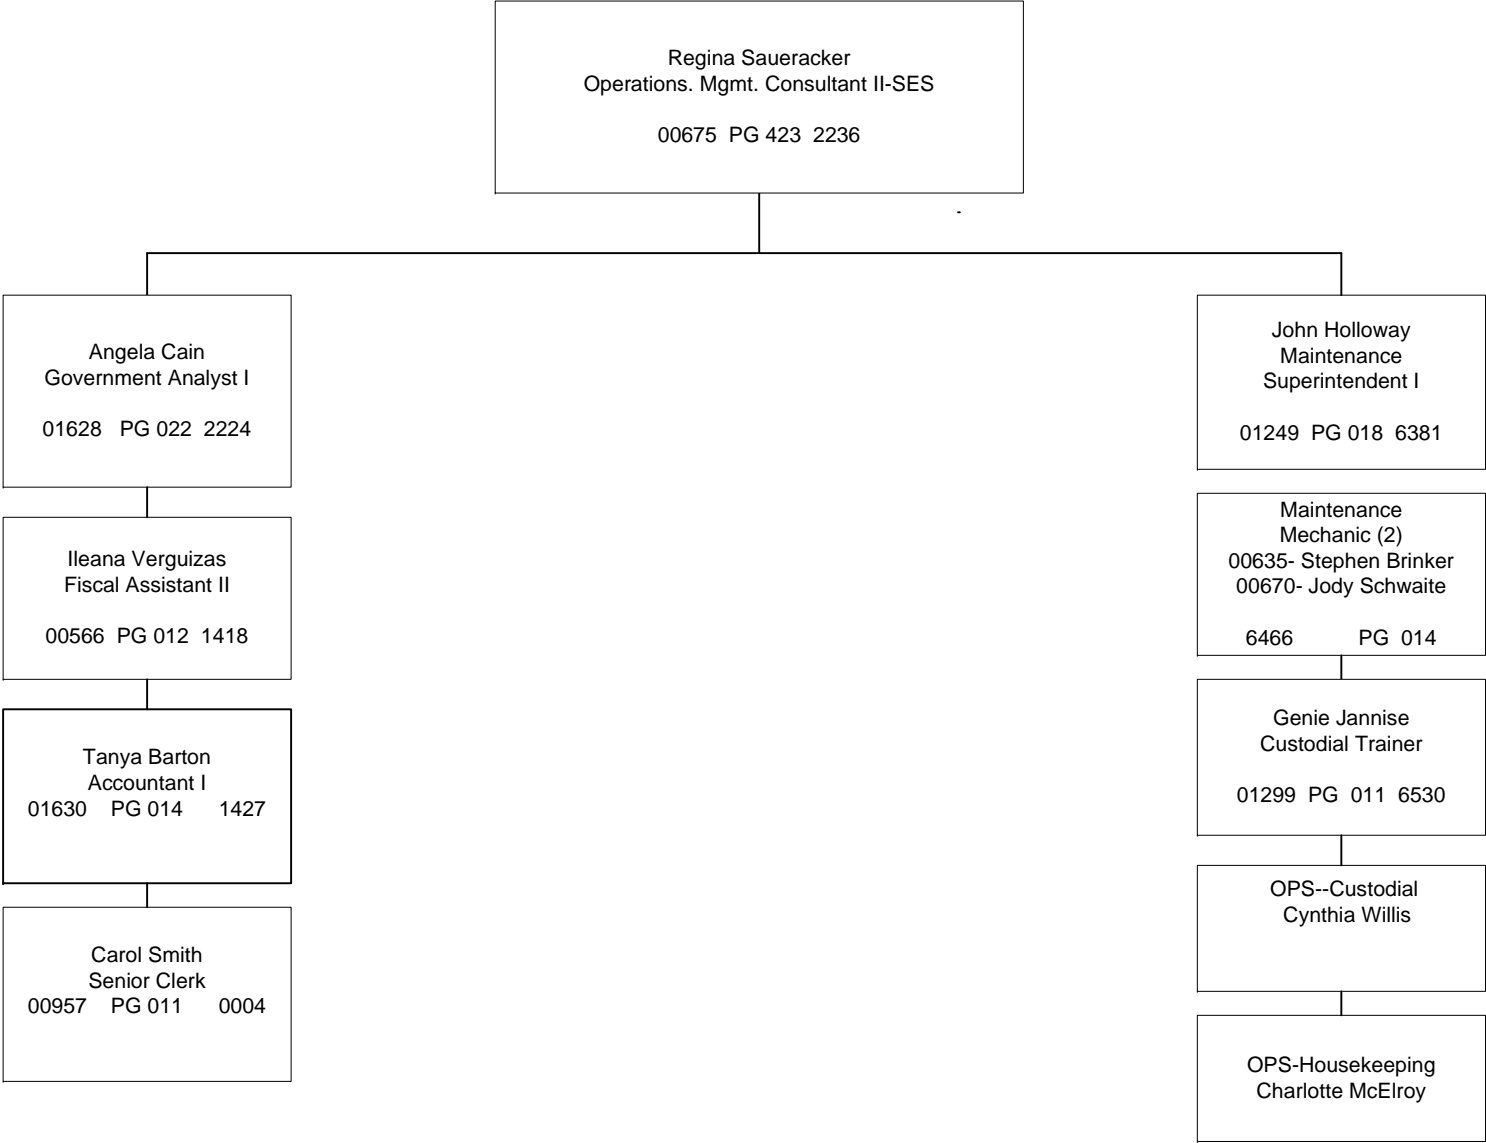 Regina Saueracker
Operations. Mgmt. Consultant II-SES
00675 PG 423 2236
-
Angela Cain
Government Analyst I
01628 PG 022 2224
Ileana Verguizas
Fiscal Assistant II
00566 PG 012 1418
Tanya Barton
Accountant I
01630 PG 014 1427
Carol Smith
Senior Clerk
00957 PG 011 0004
John Holloway
Maintenance
Superintendent I
01249 PG 018 6381
Maintenance
Mechanic (2)
00635- Stephen Brinker
00670- Jody Schwaite
6466 PG 014
Genie Jannise
Custodial Trainer
01299 PG 011 6530
OPS--Custodial
Cynthia Willis
OPS-Housekeeping
Charlotte McElroy